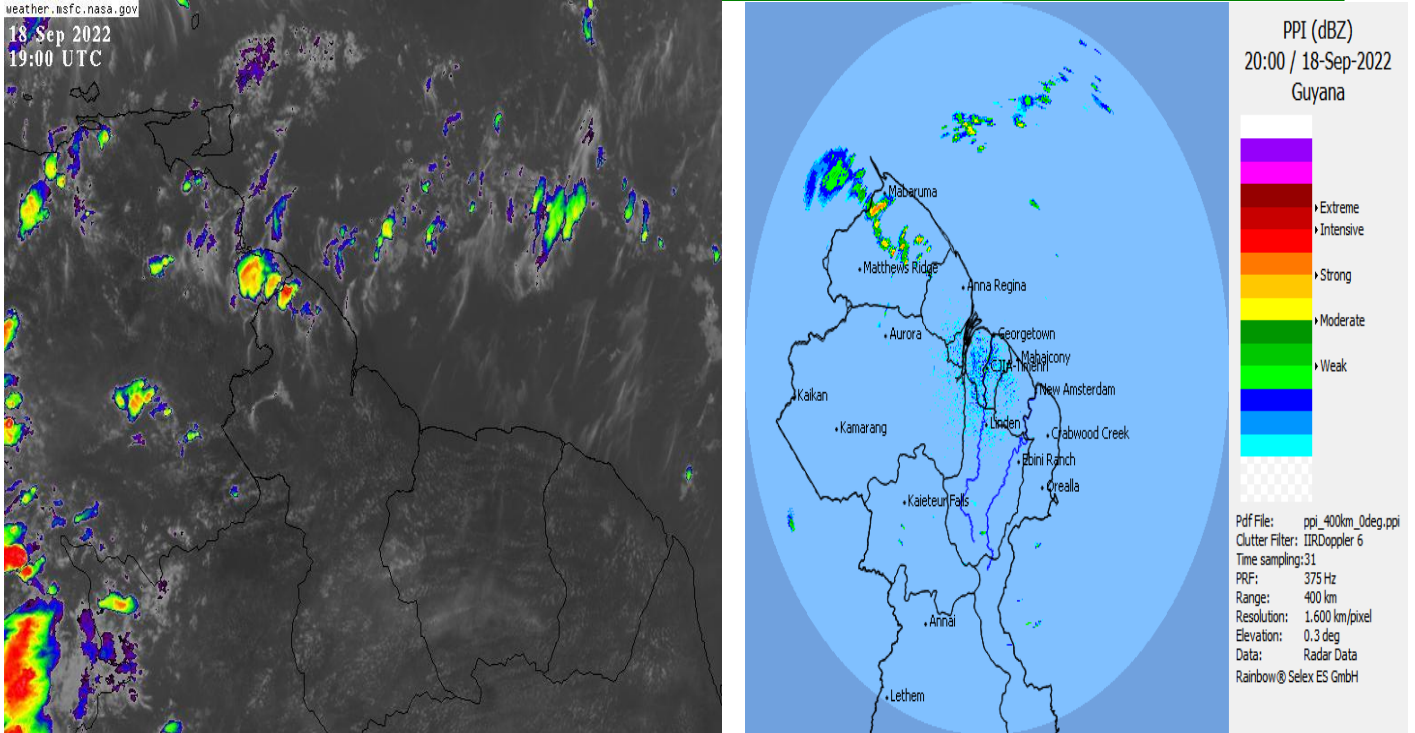 weather.msfc.nasa.gov
18 Sep 2022
19:00 UTC
PPI (dBZ)
20:00 / 18-Sep-2022
Guyana
Extreme
Intensive
Strong
Moderate
Weak
Mabaruma
Matthews Ridge
Anna Regina
Aurora
Georgetown
Mahaicony
CJIA-Timehri
New Amsterdam
Kaikan
Kamarang
Linden
Crabwood Creek
Ebini Ranch
Orealla
Kaieteur Falls
Annai
Lethem
Pdf File: ppi_400km_0deg.ppi
Clutter Filter: IIRDoppler 6
Time sampling: 31
PRF: 375 Hz
Range: 400 km
Resolution: 1.600 km/pixel
Elevation: 0.3 deg
Data: Radar Data
Rainbow® Selex ES GmbH